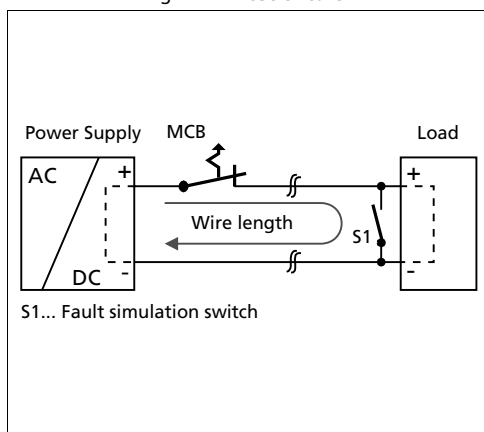 Power Supply MCB Load
AC + +
Wire length
S1
DC - -
S1... Fault simulation switch